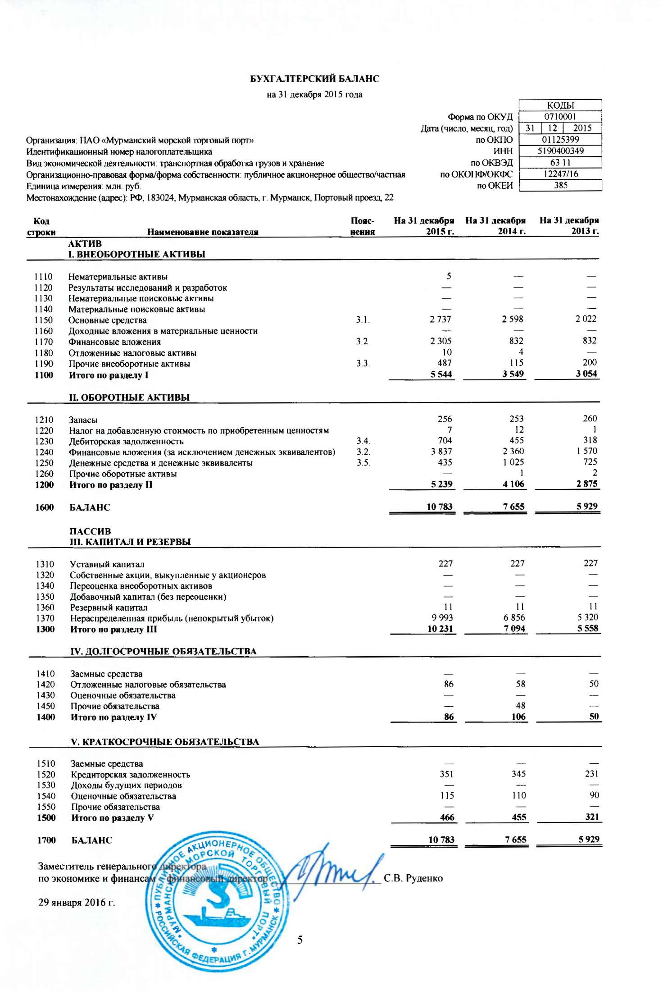 БУХГАЛТЕРСКИЙ БАЛАНС
на 31 декабря 2015 года
КОДЫ
Форма по ОКУД 0710001
Дата (число, месяц, год) 31 12 2015
Организация: ПАО «Мурманский морской торговый порт» по ОКПО 01125399
Идентификационный номер налогоплательщика ИНН 5190400349
Вид экономической деятельности: транспортная обработка грузов и хранение по ОКВЭД 63 11
Организационно-правовая форма/форма собственности: публичное акционерное общество/частная по ОКОПФ/ОКФС 12247/16
Единица измерения: млн. руб. по ОКЕИ 385
Местонахождение (адрес): РФ, 183024, Мурманская область, г. Мурманск, Портовый проезд, 22
Код Пояс- На 31 декабря На 31 декабря На 31 декабря
строки Наименование показателя нения 2015 г. 2014 г. 2013 г.
АКТИВ
I. ВНЕОБОРОТНЫЕ АКТИВЫ
1110 Нематериальные активы 5 — —
1120 Результаты исследований и разработок — — —
1130 Нематериальные поисковые активы — — —
1140 Материальные поисковые активы — — —
1150 Основные средства 3.1. 2 737 2 598 2 022
1160 Доходные вложения в материальные ценности — — —
1170 Финансовые вложения 3.2. 2 305 832 832
1180 Отложенные налоговые активы 10 4 —
1190 Прочие внеоборотные активы 3.3. 487 115 200
1100 Итого по разделу I 5 544 3 549 3 054
II. ОБОРОТНЫЕ АКТИВЫ
1210 Запасы 256 253 260
1220 Налог на добавленную стоимость по приобретенным ценностям 7 12 1
1230 Дебиторская задолженность 3.4. 704 455 318
1240 Финансовые вложения (за исключением денежных эквивалентов) 3.2. 3 837 2 360 1 570
1250 Денежные средства и денежные эквиваленты 3.5. 435 1 025 725
1260 Прочие оборотные активы — 1 2
1200 Итого по разделу II 5 239 4 106 2 875
1600 БАЛАНС 10 783 7 655 5 929
ПАССИВ
III. КАПИТАЛ И РЕЗЕРВЫ
1310 Уставный капитал 227 227 227
1320 Собственные акции, выкупленные у акционеров — — —
1340 Переоценка внеоборотных активов — — —
1350 Добавочный капитал (без переоценки) — — —
1360 Резервный капитал 11 11 11
1370 Нераспределенная прибыль (непокрытый убыток) 9 993 6 856 5 320
1300 Итого по разделу III 10 231 7 094 5 558
IV. ДОЛГОСРОЧНЫЕ ОБЯЗАТЕЛЬСТВА
1410 Заемные средства — — —
1420 Отложенные налоговые обязательства 86 58 50
1430 Оценочные обязательства — — —
1450 Прочие обязательства — 48 —
1400 Итого по разделу IV 86 106 50
V. КРАТКОСРОЧНЫЕ ОБЯЗАТЕЛЬСТВА
1510 Заемные средства — — —
1520 Кредиторская задолженность 351 345 231
1530 Доходы будущих периодов — — —
1540 Оценочные обязательства 115 110 90
1550 Прочие обязательства — — —
1500 Итого по разделу V 466 455 321
1700 БАЛАНС 10 783 7 655 5 929
Заместитель генерального директора
по экономике и финансам - финансовый директор С.В. Руденко
29 января 2016 г.
* ПУБЛИЧНОЕ АКЦИОНЕРНОЕ ОБЩЕСТВО *
РОССИЙСКАЯ ФЕДЕРАЦИЯ Г. МУРМАНСК
"МУРМАНСКИЙ МОРСКОЙ ТОРГОВЫЙ ПОРТ"
*
5